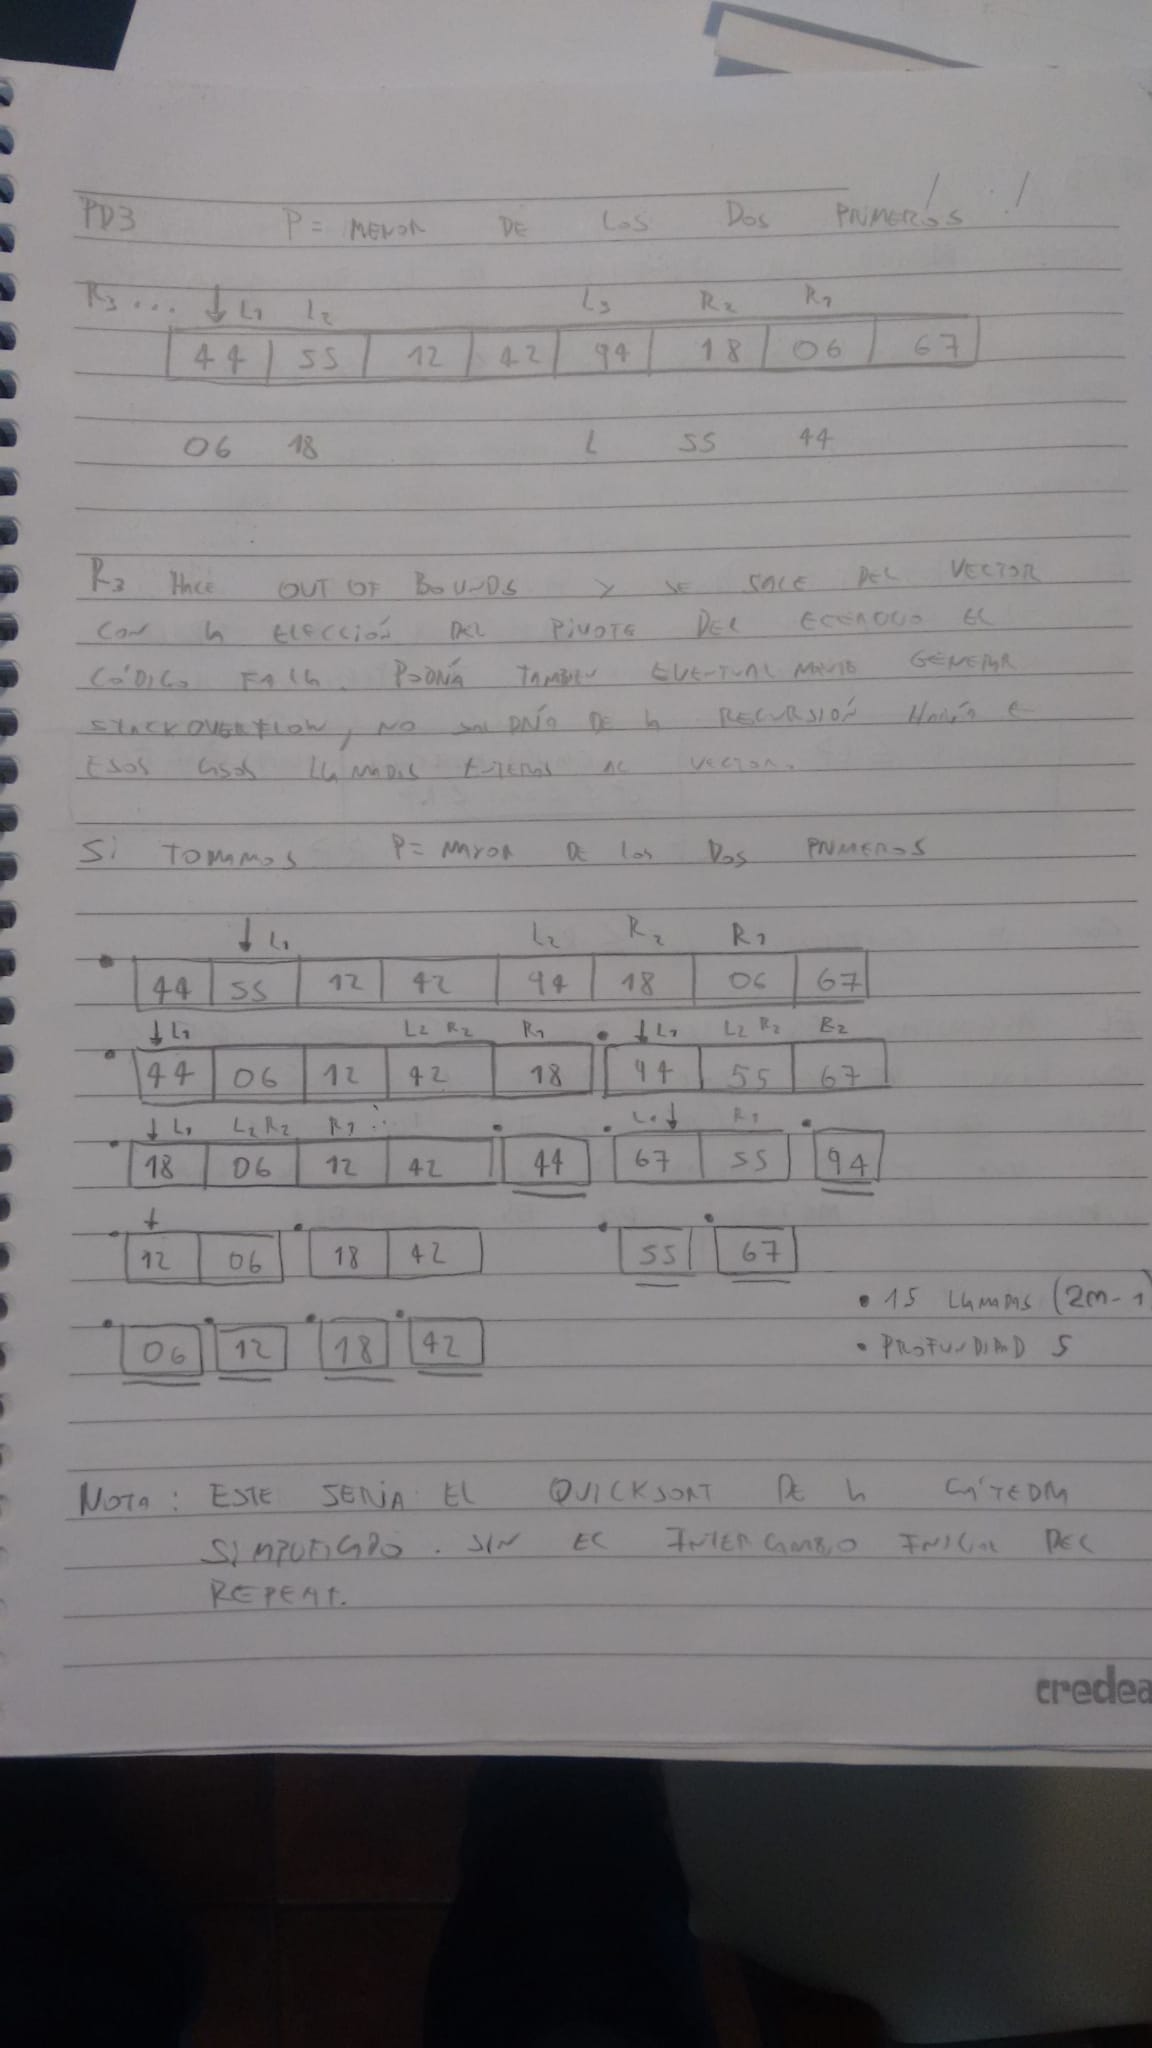 PD3 P = MENOR DE LOS DOS PRIMEROS / . /
R3 ... ↓ L1 L2 L3 R2 R1
44 55 12 42 94 18 06 67
06 18 L 55 44
R3 HACE OUT OF BOUNDS Y SE SALE DEL VECTOR
CON LA ELECCIÓN DEL PIVOTE DEL EL
CÓDIGO FALLA. PODRÍA TAMBIEN EVENTUALMENTE GENERAR
STACKOVERFLOW, NO SALDRÍA DE LA RECURSIÓN HARÍA E
ESOS CASOS LLAMADAS ENTERAS AL VECTOR.
SI TOMAMOS P = MAYOR DE LOS DOS PRIMEROS
↓ L1 L2 R2 R1
• 44 55 12 42 94 18 06 67
↓ L1 L2 R2 R1 • ↓ L1 L2 R2 R2
• 44 06 12 42 18 94 55 67
• ↓ L1 L2 R2 R1 • • L1 ↓ R1 •
18 06 12 42 44 67 55 94
• ↓ • • •
12 06 18 42 55 67
• 15 LLAMADAS (2n-1)
• • • •
06 12 18 42
• PROFUNDIDAD 5
NOTA: ESTE SERIA EL QUICKSORT DE LA CÁTEDRA
SIMPLIFICADO. SIN EL INTERCAMBIO INICIAL DEL
REPEAT.
credea